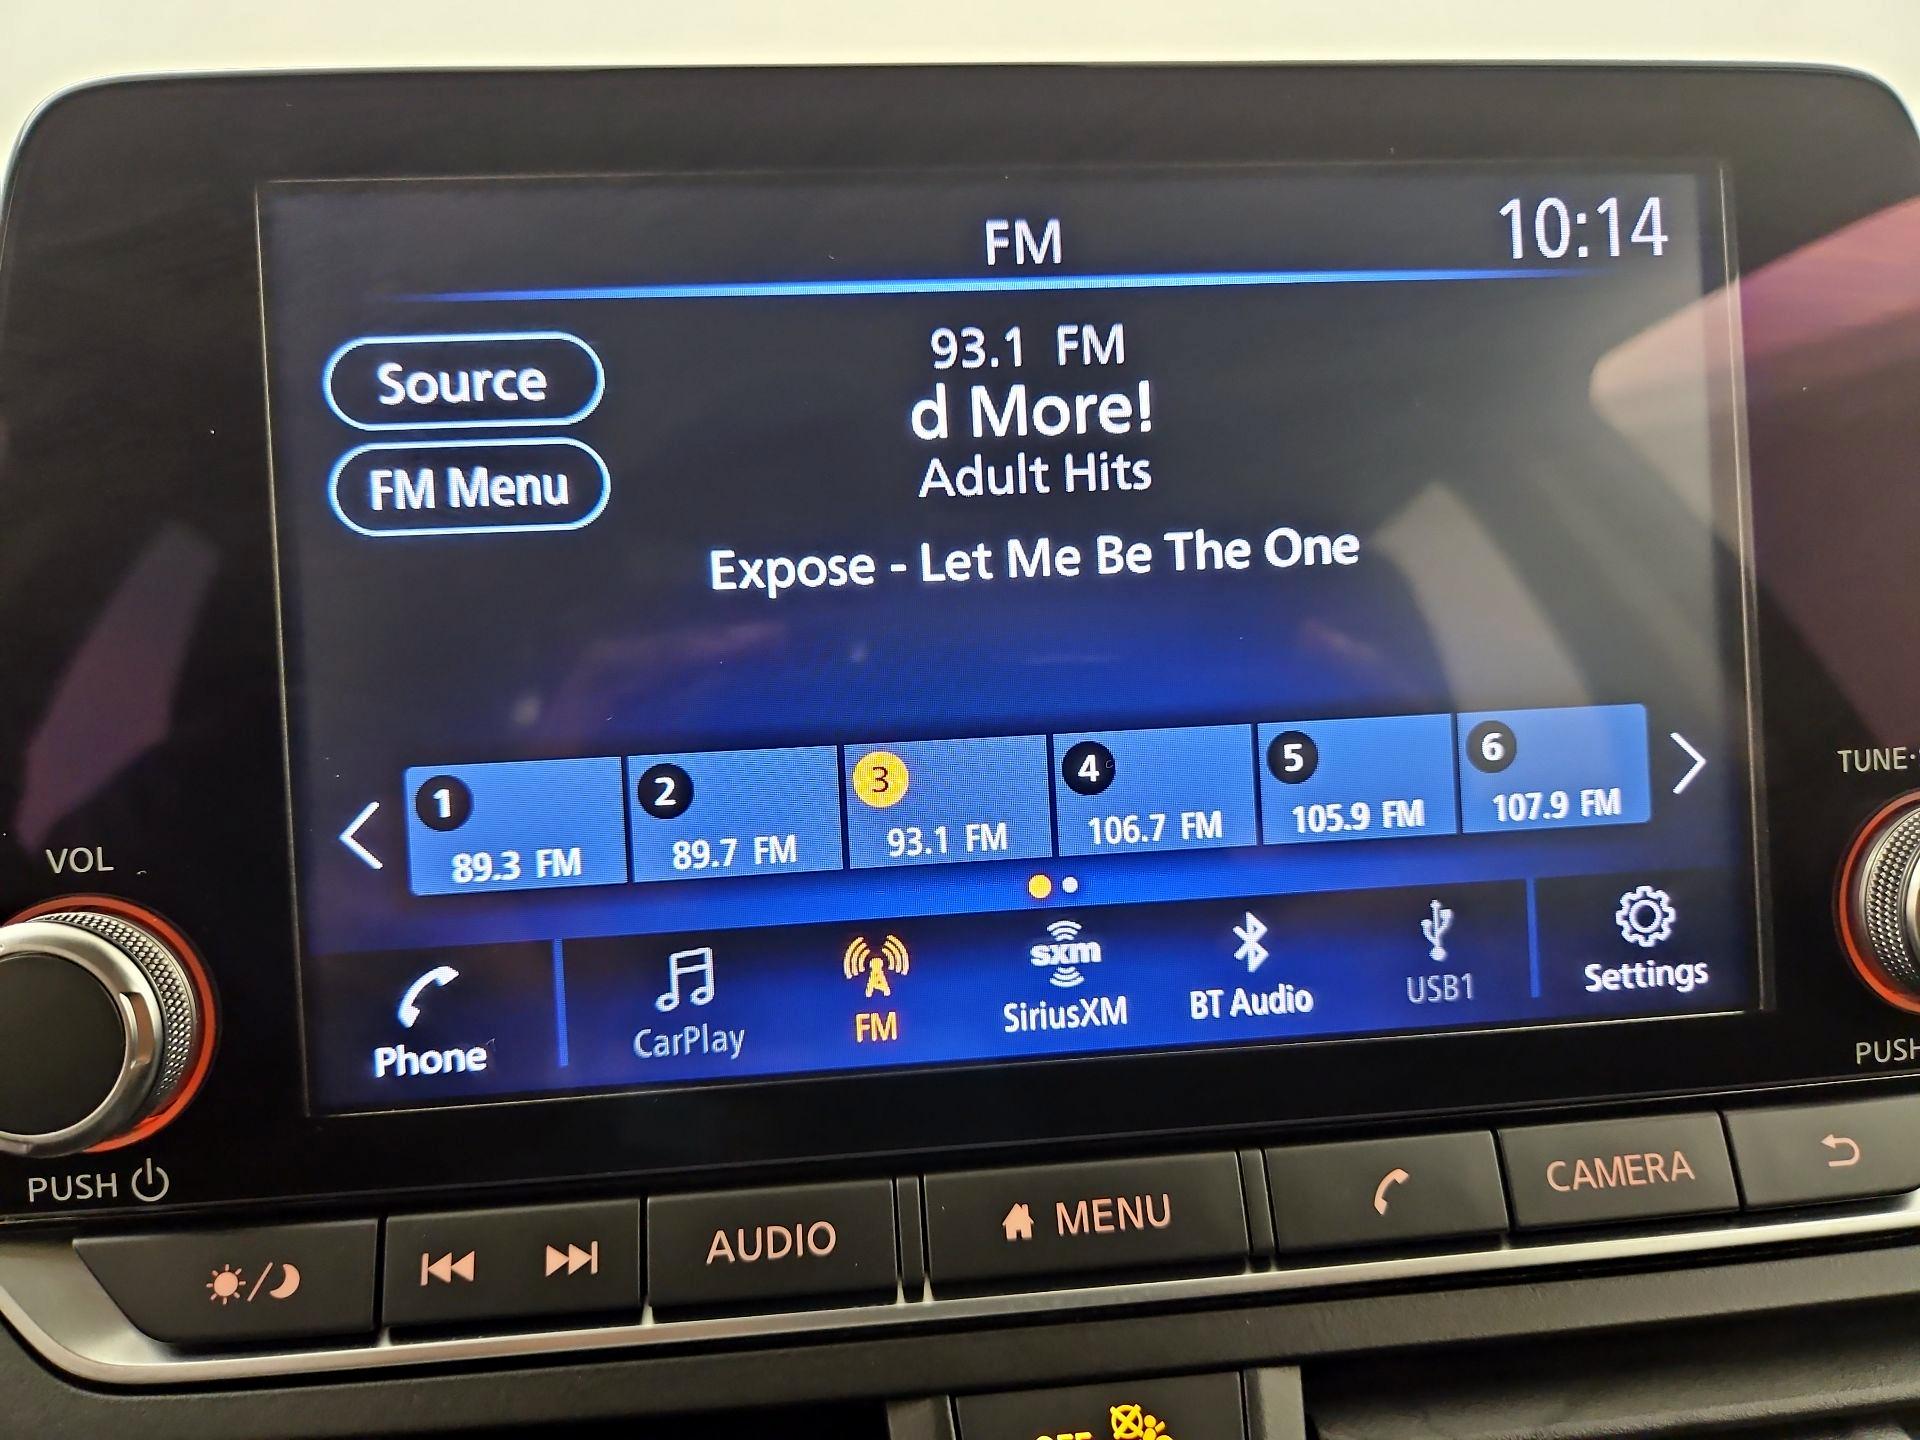 FM
10:14
Source
FM Menu
93.1 FM
d More!
Adult Hits
Expose - Let Me Be The One
1
2
3
4
5
6
89.3 FM
89.7 FM
93.1 FM
106.7 FM
105.9 FM
107.9 FM
Phone
CarPlay
FM
sxm
SiriusXM
BT Audio
USB1
Settings
VOL
PUSH
TUNE·
PUSH
AUDIO
MENU
CAMERA
OFF